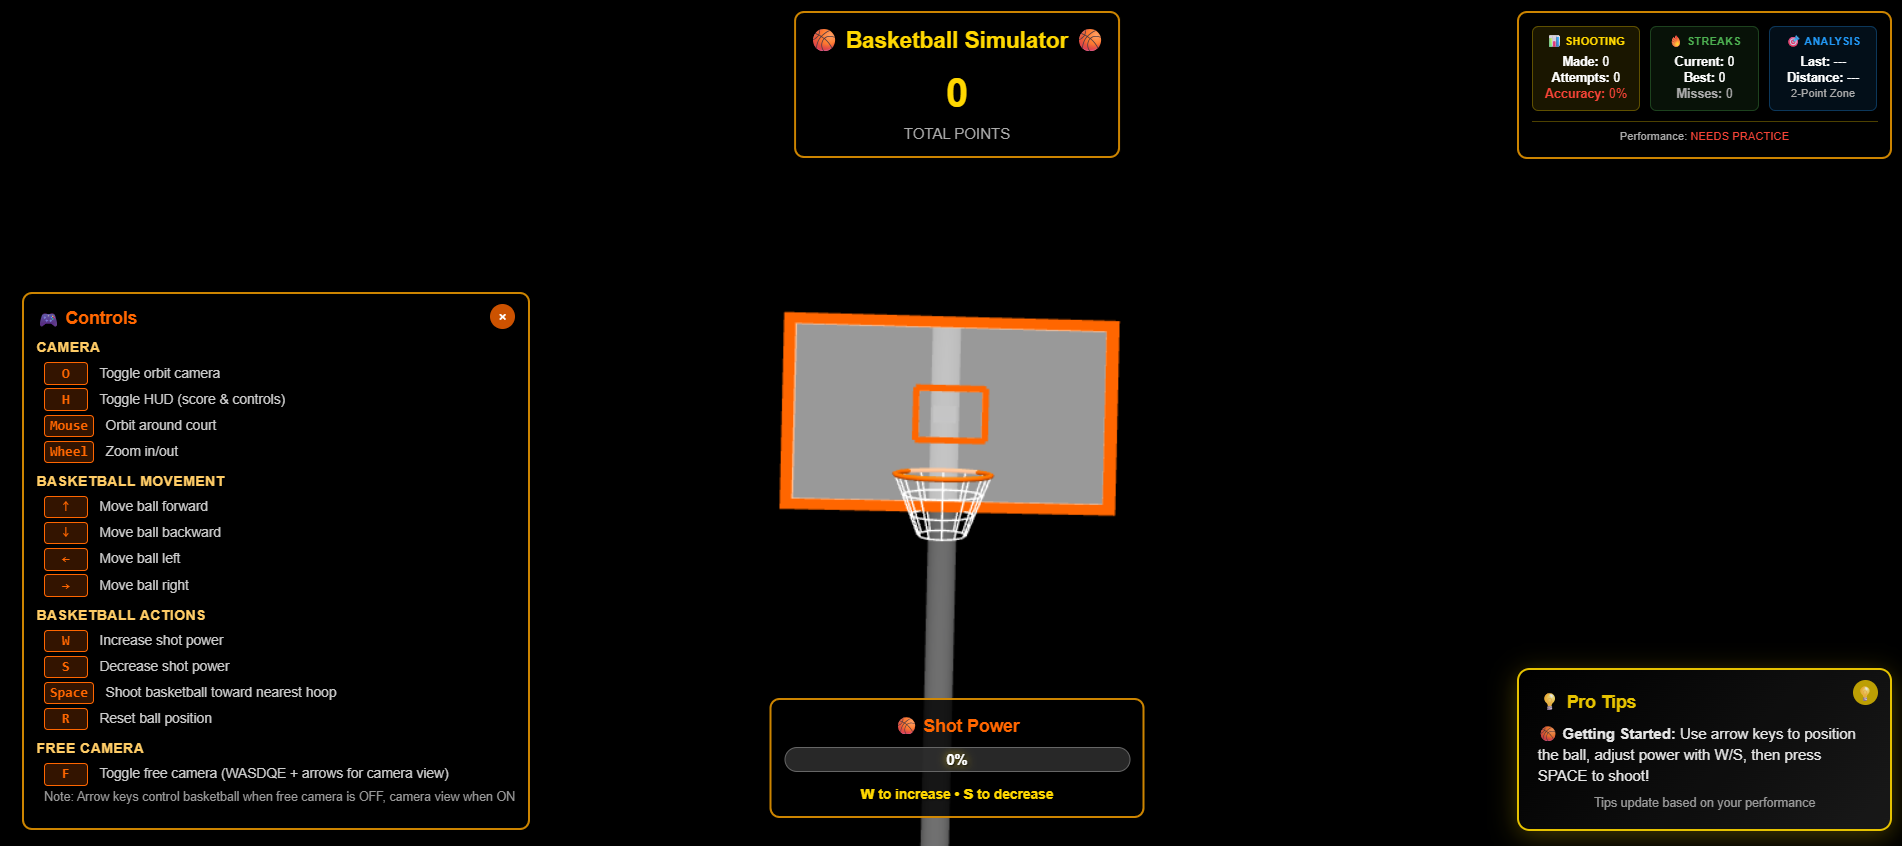 🏀 Basketball Simulator 🏀
0
TOTAL POINTS
📊 SHOOTING
Made: 0
Attempts: 0
Accuracy: 0%
🔥 STREAKS
Current: 0
Best: 0
Misses: 0
🎯 ANALYSIS
Last: —
Distance: —
2-Point Zone
Performance: NEEDS PRACTICE
🎮 Controls
×
CAMERA
O Toggle orbit camera
H Toggle HUD (score & controls)
Mouse Orbit around court
Wheel Zoom in/out
BASKETBALL MOVEMENT
↑ Move ball forward
↓ Move ball backward
← Move ball left
→ Move ball right
BASKETBALL ACTIONS
W Increase shot power
S Decrease shot power
Space Shoot basketball toward nearest hoop
R Reset ball position
FREE CAMERA
F Toggle free camera (WASDQE + arrows for camera view)
Note: Arrow keys control basketball when free camera is OFF, camera view when ON
🏀 Shot Power
0%
W to increase • S to decrease
💡 Pro Tips
🏀 Getting Started: Use arrow keys to position
the ball, adjust power with W/S, then press
SPACE to shoot!
Tips update based on your performance